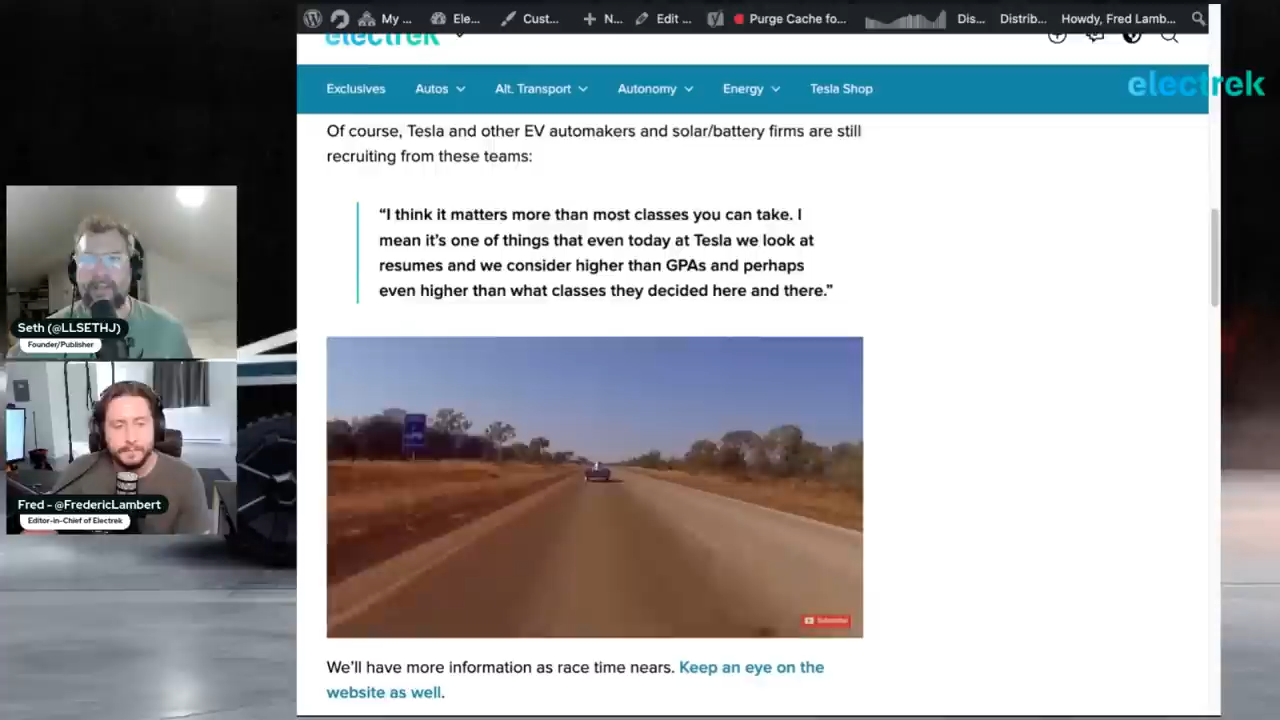 My ...
Ele...
Cust...
N...
Edit ...
Purge Cache fo...
Dis...
Distrib...
Howdy, Fred Lamb...
electrek
Exclusives
Autos
Alt. Transport
Autonomy
Energy
Tesla Shop
electrek
Of course, Tesla and other EV automakers and solar/battery firms are still
recruiting from these teams:
“I think it matters more than most classes you can take. I
mean it’s one of things that even today at Tesla we look at
resumes and we consider higher than GPAs and perhaps
even higher than what classes they decided here and there.”
Seth (@LLSETHJ)
Founder/Publisher
Fred - @FredericLambert
Editor-in-Chief of Electrek
Subscribe
We’ll have more information as race time nears. Keep an eye on the
website as well.